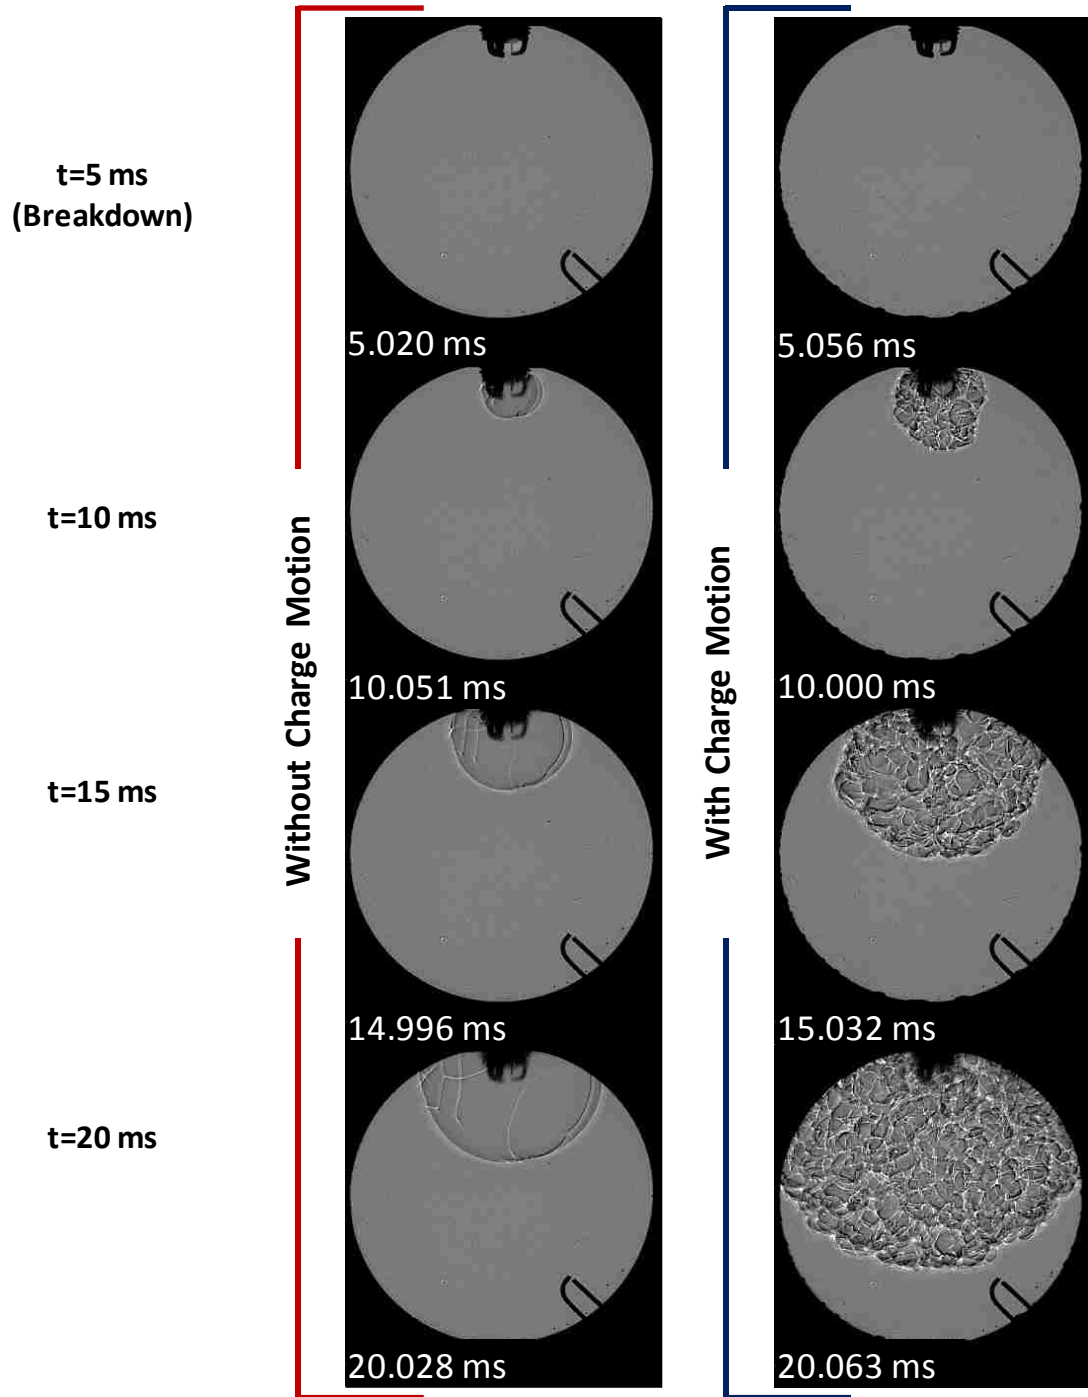 t=5 ms
(Breakdown)
5.020 ms
5.056 ms
t=10 ms
10.051 ms
10.000 ms
Without Charge Motion
With Charge Motion
t=15 ms
14.996 ms
15.032 ms
t=20 ms
20.028 ms
20.063 ms